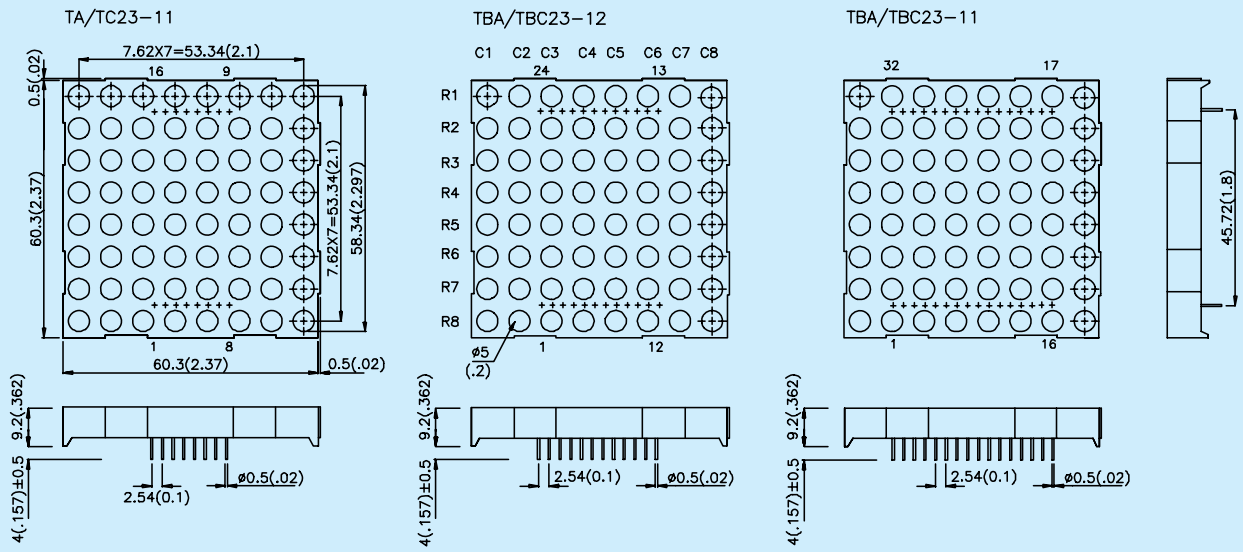 TA/TC23-11
7.62X7=53.34(2.1)
16 9
0.5(.02)
60.3(2.37)
7.62X7=53.34(2.1)
58.34(2.297)
1 8
60.3(2.37)
0.5(.02)
9.2(.362)
4(.157)±0.5
2.54(0.1)
ø0.5(.02)
TBA/TBC23-12
C1 C2 C3 C4 C5 C6 C7 C8
24 13
R1
R2
R3
R4
R5
R6
R7
R8
ø5
(.2)
1 12
9.2(.362)
4(.157)±0.5
2.54(0.1)
ø0.5(.02)
TBA/TBC23-11
32 17
1 16
45.72(1.8)
9.2(.362)
4(.157)±0.5
2.54(0.1)
ø0.5(.02)